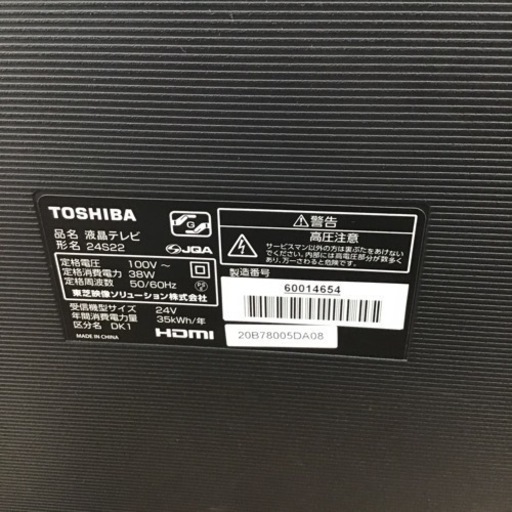 TOSHIBA
品名 液晶テレビ
形名 24S22
JQA
定格電圧 100V～
定格消費電力 38W
定格周波数 50/60Hz
東芝映像ソリューション株式会社
受信機型サイズ 24V
年間消費電力量 35kWh/年
区分名 DK1
MADE IN CHINA
HDMI
警告
高圧注意
サービスマン以外の方は裏ぶたをあけないで
ください。内部には高電圧部分が数多く
あり、万一さわると危険です。
製造番号
60014654
20B78005DA08